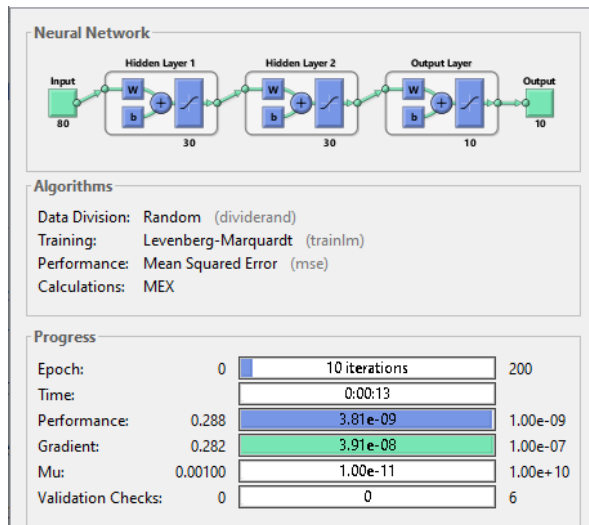 Neural Network
Hidden Layer 1 Hidden Layer 2 Output Layer
Input Output
W W W
+ + +
b b b
80 30 30 10 10
Algorithms
Data Division: Random (dividerand)
Training: Levenberg-Marquardt (trainlm)
Performance: Mean Squared Error (mse)
Calculations: MEX
Progress
Epoch: 0 10 iterations 200
Time: 0:00:13
Performance: 0.288 3.81e-09 1.00e-09
Gradient: 0.282 3.91e-08 1.00e-07
Mu: 0.00100 1.00e-11 1.00e+10
Validation Checks: 0 0 6